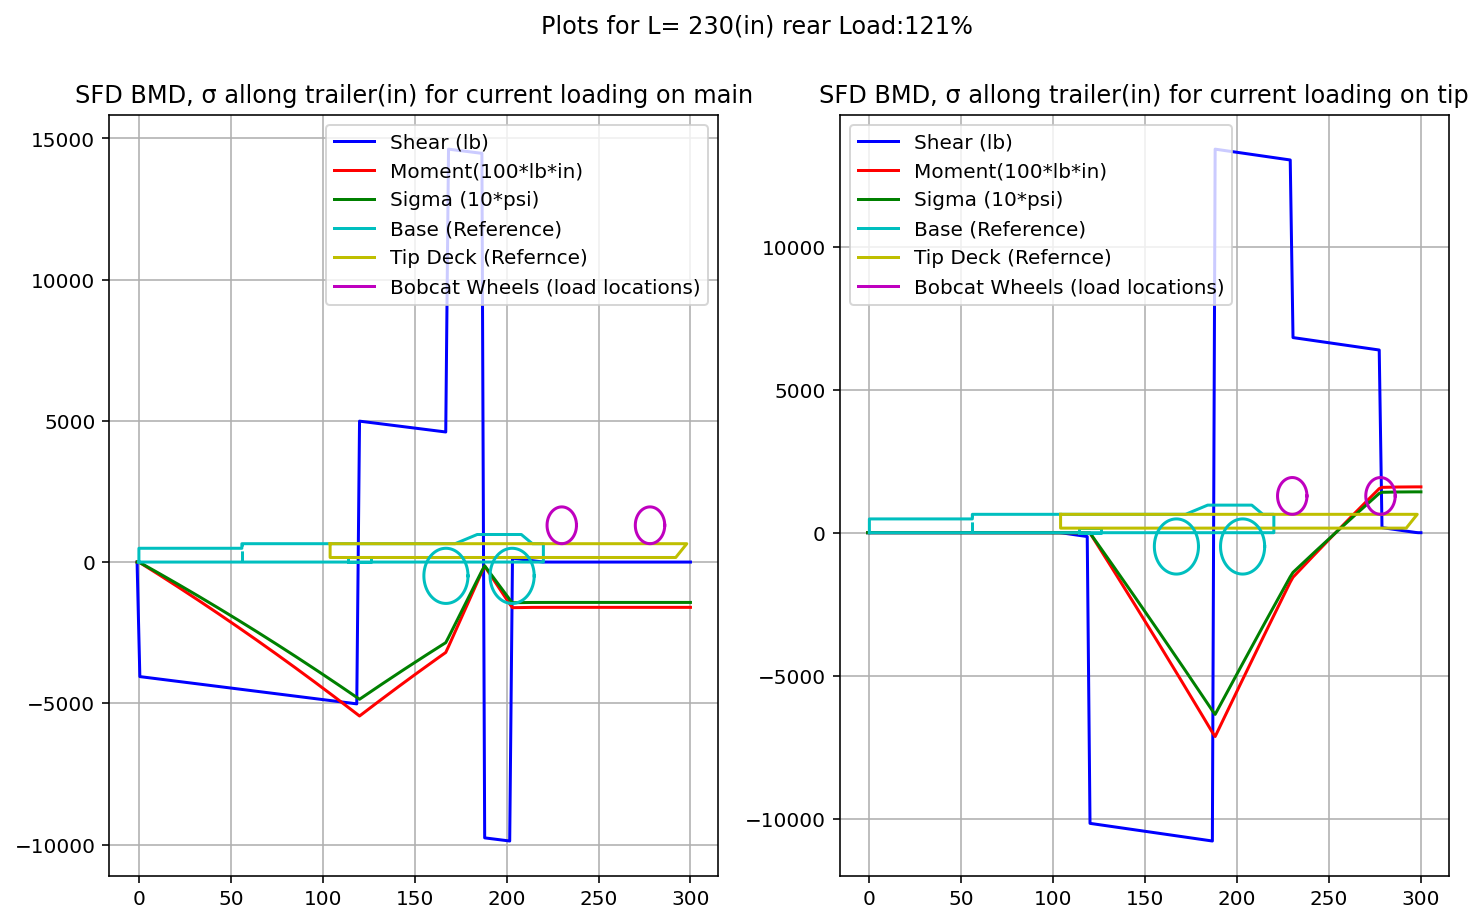 Plots for L= 230(in) rear Load:121%
SFD BMD, σ allong trailer(in) for current loading on main
15000
10000
5000
0
−5000
−10000
0 50 100 150 200 250 300
Shear (lb)
Moment(100*lb*in)
Sigma (10*psi)
Base (Reference)
Tip Deck (Refernce)
Bobcat Wheels (load locations)
SFD BMD, σ allong trailer(in) for current loading on tip
10000
5000
0
−5000
−10000
0 50 100 150 200 250 300
Shear (lb)
Moment(100*lb*in)
Sigma (10*psi)
Base (Reference)
Tip Deck (Refernce)
Bobcat Wheels (load locations)